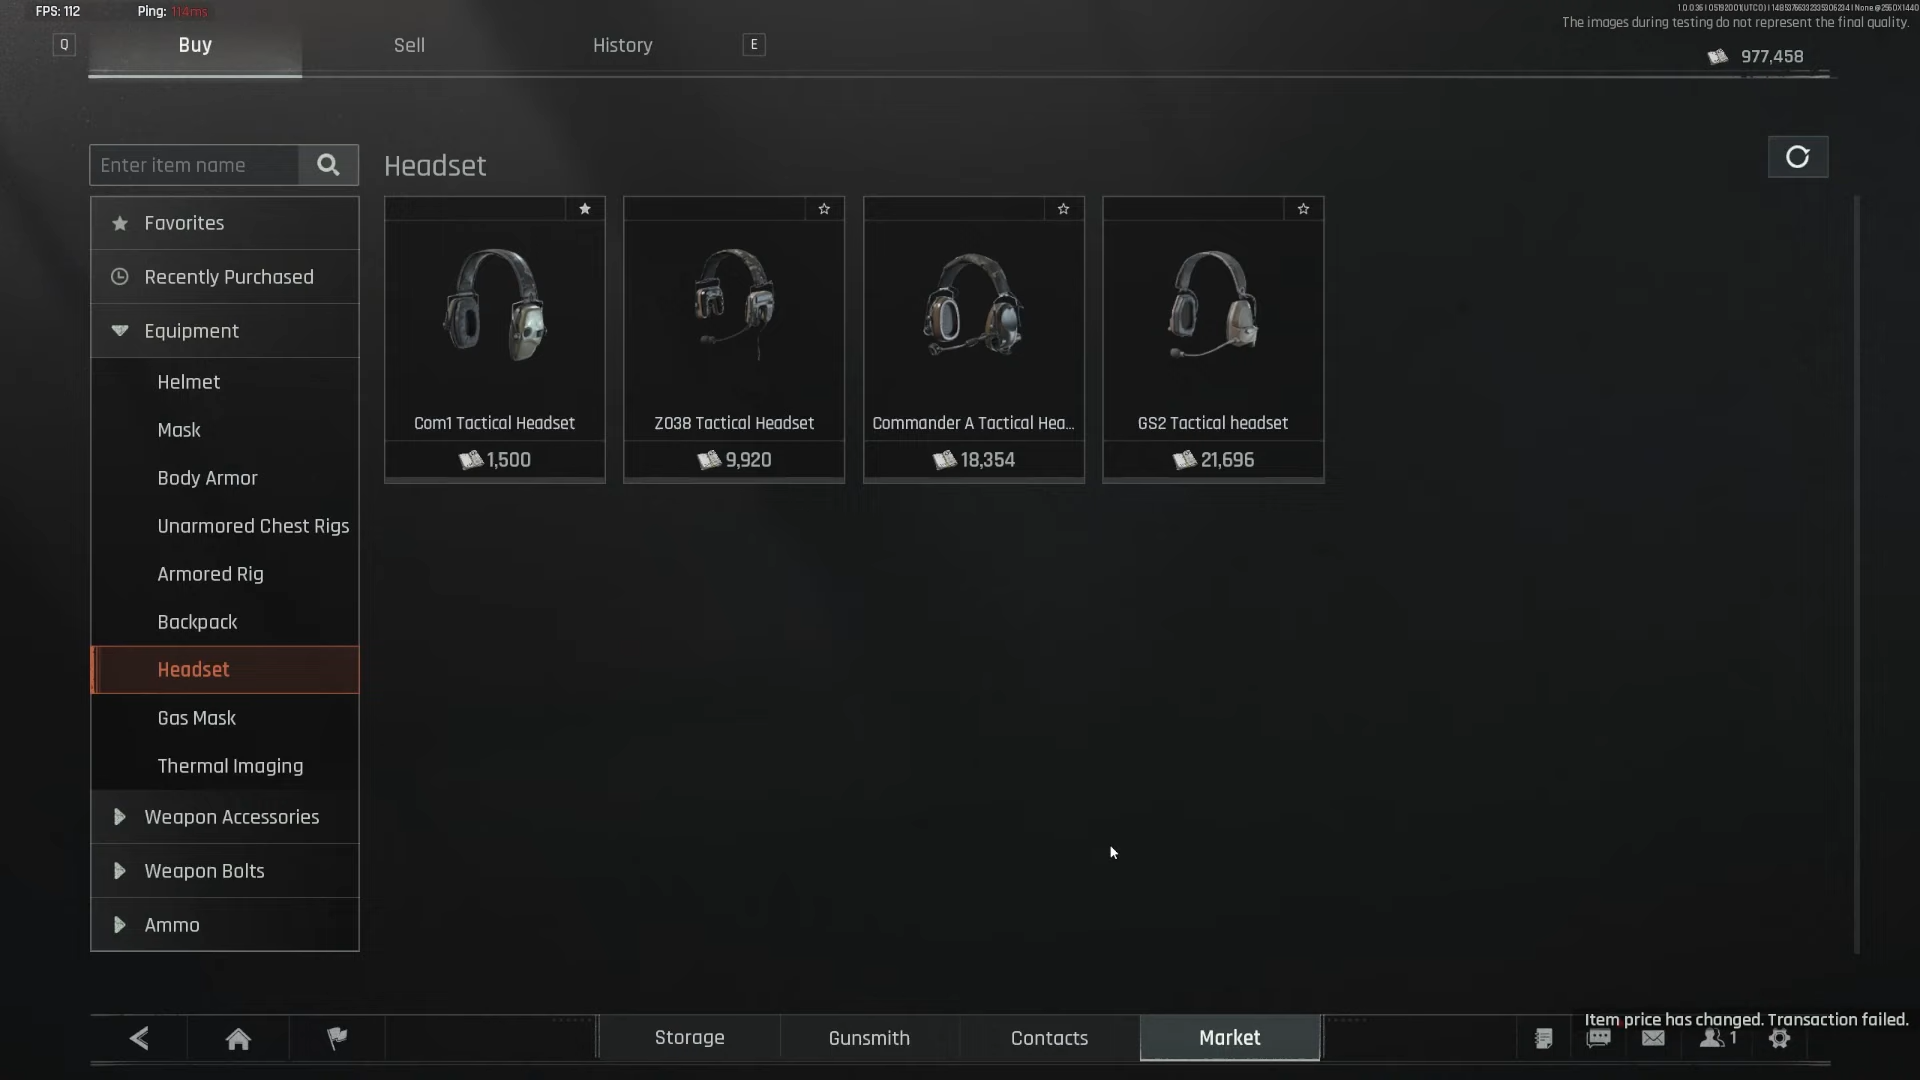 FPS: 112
Ping: 114ms
The images during testing do not represent the final quality.
Q
Buy
Sell
History
E
977,458
Enter item name
Headset
Favorites
Recently Purchased
Equipment
Helmet
Mask
Body Armor
Unarmored Chest Rigs
Armored Rig
Backpack
Headset
Gas Mask
Thermal Imaging
Weapon Accessories
Weapon Bolts
Ammo
Com1 Tactical Headset
1,500
Z038 Tactical Headset
9,920
Commander A Tactical Hea...
18,354
GS2 Tactical headset
21,696
Storage
Gunsmith
Contacts
Market
Item price has changed. Transaction failed.
1